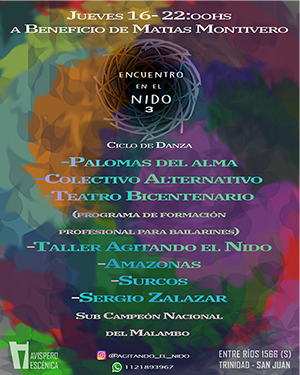 Jueves 16- 22:00hs
a Beneficio de Matias Montivero
ENCUENTRO
EN EL
NIDO
3
Ciclo de Danza
-Palomas del alma
-Colectivo Alternativo
-Teatro Bicentenario
(programa de formación
profesional para bailarines)
-Taller Agitando el Nido
-Amazonas
-Surcos
-Sergio Zalazar
Sub Campeón Nacional
del Malambo
AVISPERO
ESCÉNICA
@AGITANDO_EL_NIDO
1121893967
ENTRE RÍOS 1566 (S)
TRINIDAD - SAN JUAN